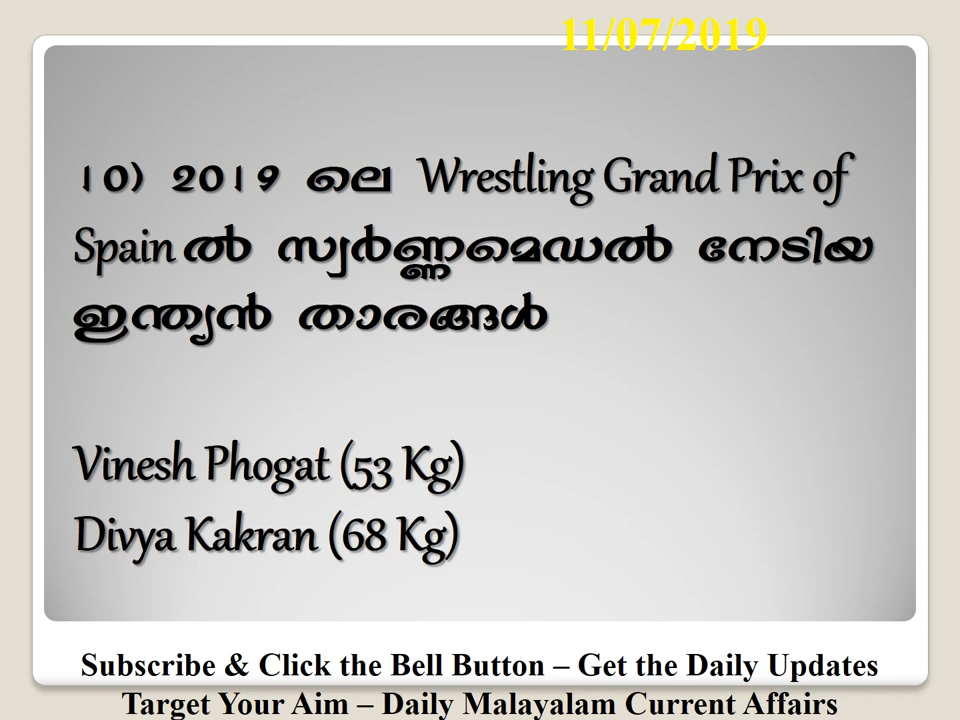 11/07/2019
10) 2019 ലെ Wrestling Grand Prix of
Spain ൽ സ്വർണ്ണമെഡൽ നേടിയ
ഇന്ത്യൻ താരങ്ങൾ
Vinesh Phogat (53 Kg)
Divya Kakran (68 Kg)
Subscribe & Click the Bell Button – Get the Daily Updates
Target Your Aim – Daily Malayalam Current Affairs